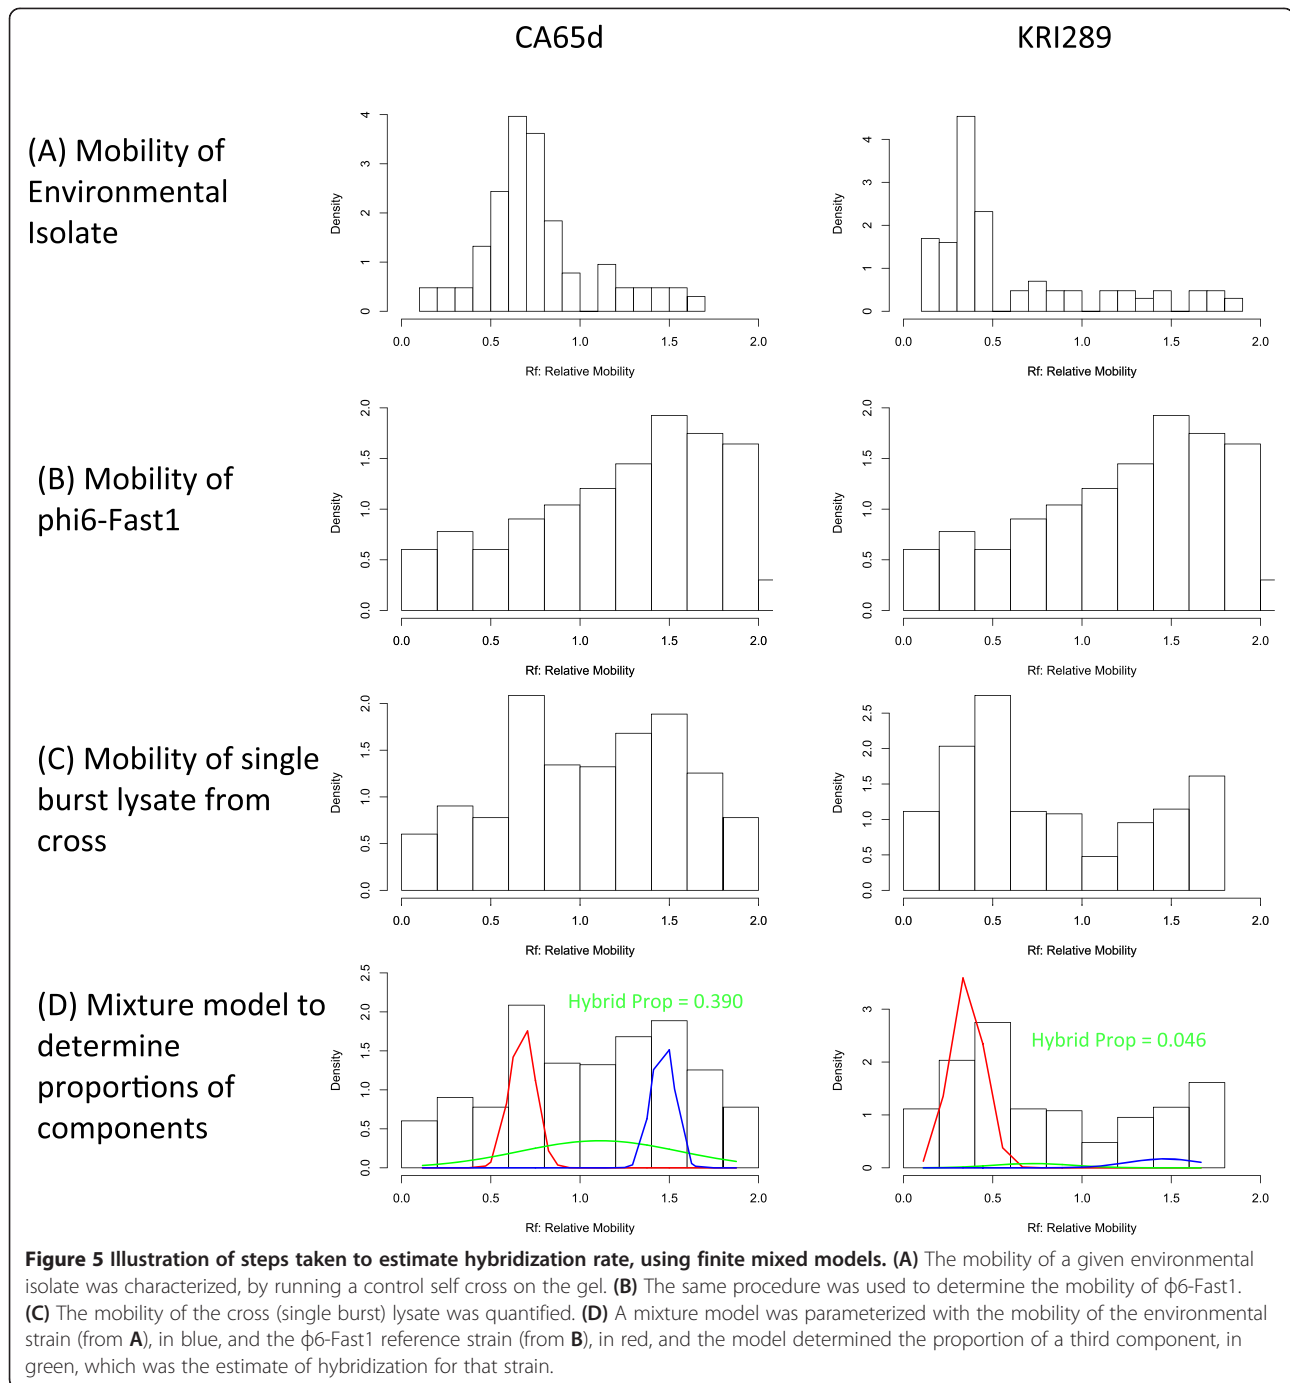 CA65d
KRI289
(A) Mobility of
Environmental
Isolate
Density
0
1
2
3
4
0.0 0.5 1.0 1.5 2.0
Rf: Relative Mobility
Density
0
1
2
3
4
0.0 0.5 1.0 1.5 2.0
Rf: Relative Mobility
(B) Mobility of
phi6-Fast1
Density
0.0
0.5
1.0
1.5
2.0
0.0 0.5 1.0 1.5 2.0
Rf: Relative Mobility
Density
0.0
0.5
1.0
1.5
2.0
0.0 0.5 1.0 1.5 2.0
Rf: Relative Mobility
(C) Mobility of single
burst lysate from
cross
Density
0.0
0.5
1.0
1.5
2.0
0.0 0.5 1.0 1.5 2.0
Rf: Relative Mobility
Density
0.0
0.5
1.0
1.5
2.0
2.5
0.0 0.5 1.0 1.5 2.0
Rf: Relative Mobility
(D) Mixture model to
determine
proportions of
components
Hybrid Prop = 0.390
Density
0.0
0.5
1.0
1.5
2.0
2.5
0.0 0.5 1.0 1.5 2.0
Rf: Relative Mobility
Hybrid Prop = 0.046
Density
0
1
2
3
0.0 0.5 1.0 1.5 2.0
Rf: Relative Mobility
Figure 5 Illustration of steps taken to estimate hybridization rate, using finite mixed models. (A) The mobility of a given environmental
isolate was characterized, by running a control self cross on the gel. (B) The same procedure was used to determine the mobility of ϕ6-Fast1.
(C) The mobility of the cross (single burst) lysate was quantified. (D) A mixture model was parameterized with the mobility of the environmental
strain (from A), in blue, and the ϕ6-Fast1 reference strain (from B), in red, and the model determined the proportion of a third component, in
green, which was the estimate of hybridization for that strain.